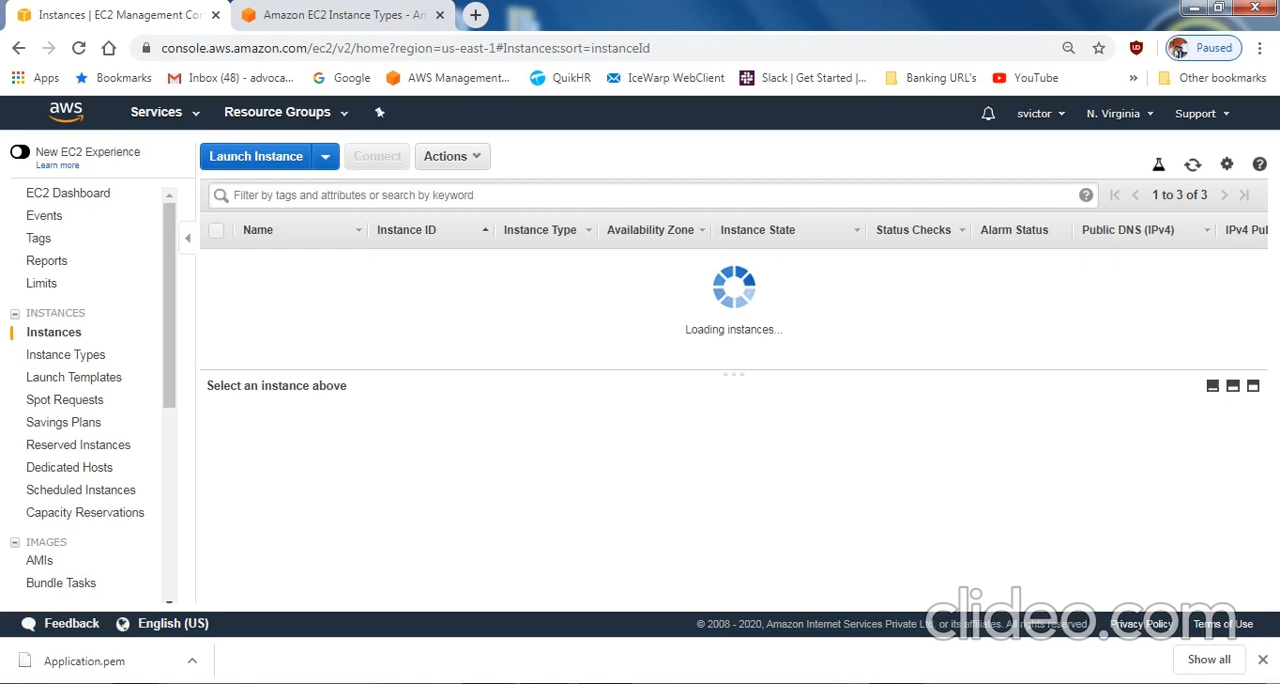 Instances | EC2 Management Con
Amazon EC2 Instance Types - Am
console.aws.amazon.com/ec2/v2/home?region=us-east-1#Instances:sort=instanceId
Paused
Apps
Bookmarks
Inbox (48) - advoca...
Google
AWS Management...
QuikHR
IceWarp WebClient
Slack | Get Started |...
Banking URL's
YouTube
»
Other bookmarks
aws
Services
Resource Groups
svictor
N. Virginia
Support
New EC2 Experience
Learn more
Launch Instance
Connect
Actions
EC2 Dashboard
Events
Tags
Reports
Limits
INSTANCES
Instances
Instance Types
Launch Templates
Spot Requests
Savings Plans
Reserved Instances
Dedicated Hosts
Scheduled Instances
Capacity Reservations
IMAGES
AMIs
Bundle Tasks
Filter by tags and attributes or search by keyword
1 to 3 of 3
Name Instance ID Instance Type Availability Zone Instance State Status Checks Alarm Status Public DNS (IPv4) IPv4 Pul
Loading instances...
Select an instance above
clideo.com
Feedback
English (US)
© 2008 - 2020, Amazon Internet Services Private Ltd. or its affiliates. All rights reserved.
Privacy Policy
Terms of Use
Application.pem
Show all